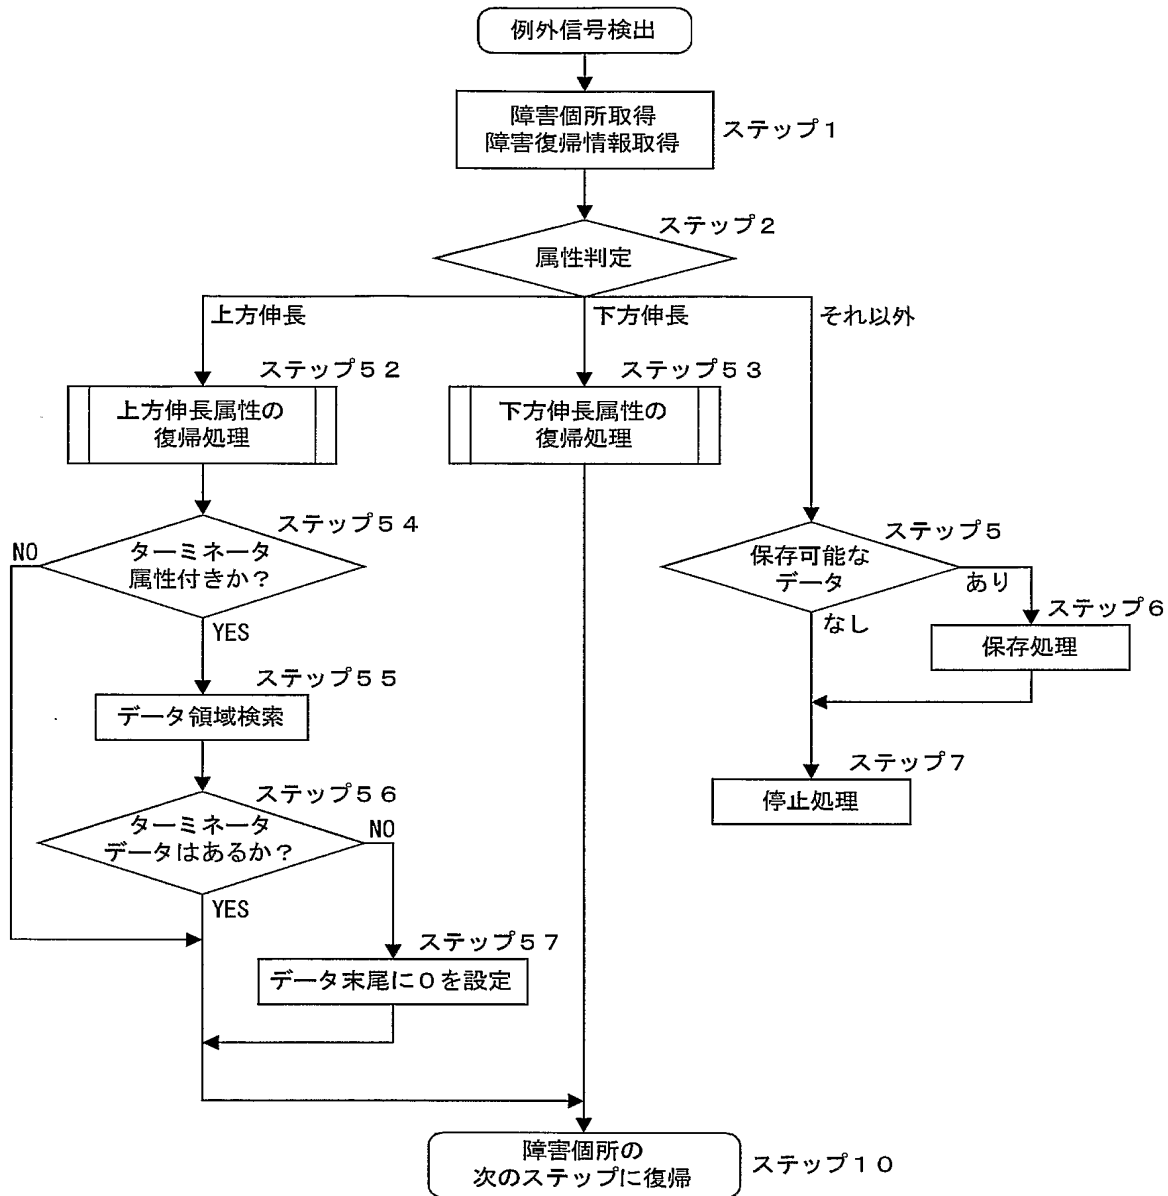 例外信号検出
障害個所取得
障害復帰情報取得
ステップ1
ステップ2
属性判定
上方伸長
下方伸長
それ以外
ステップ52
上方伸長属性の
復帰処理
ステップ53
下方伸長属性の
復帰処理
ステップ54
NO
ターミネータ
属性付きか?
YES
ステップ5
保存可能な
データ
あり
なし
ステップ6
保存処理
ステップ55
データ領域検索
ステップ7
停止処理
ステップ56
ターミネータ
データはあるか?
NO
YES
ステップ57
データ末尾に0を設定
障害個所の
次のステップに復帰
ステップ10